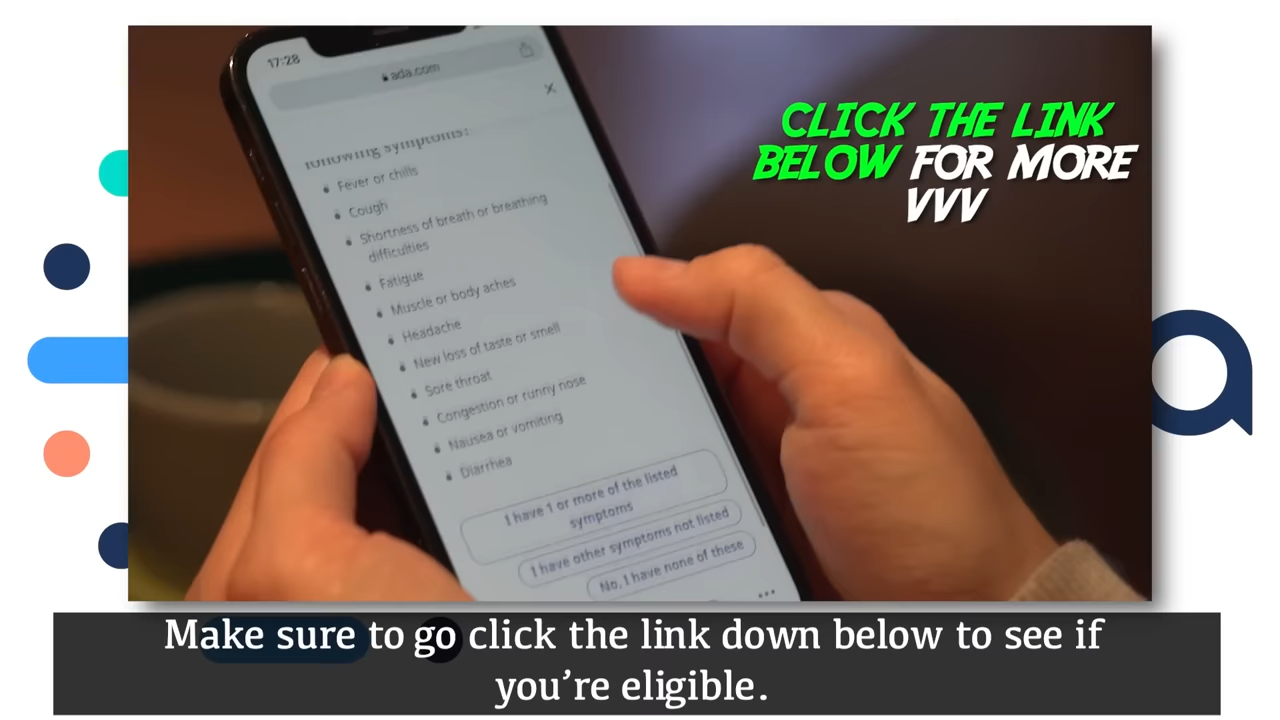 17:28
ada.com
following symptoms:
Fever or chills
Cough
Shortness of breath or breathing
difficulties
Fatigue
Muscle or body aches
Headache
New loss of taste or smell
Sore throat
Congestion or runny nose
Nausea or vomiting
Diarrhea
I have 1 or more of the listed
symptoms
I have other symptoms not listed
No, I have none of these
CLICK THE LINK
BELOW FOR MORE
VVV
Make sure to go click the link down below to see if
you’re eligible.